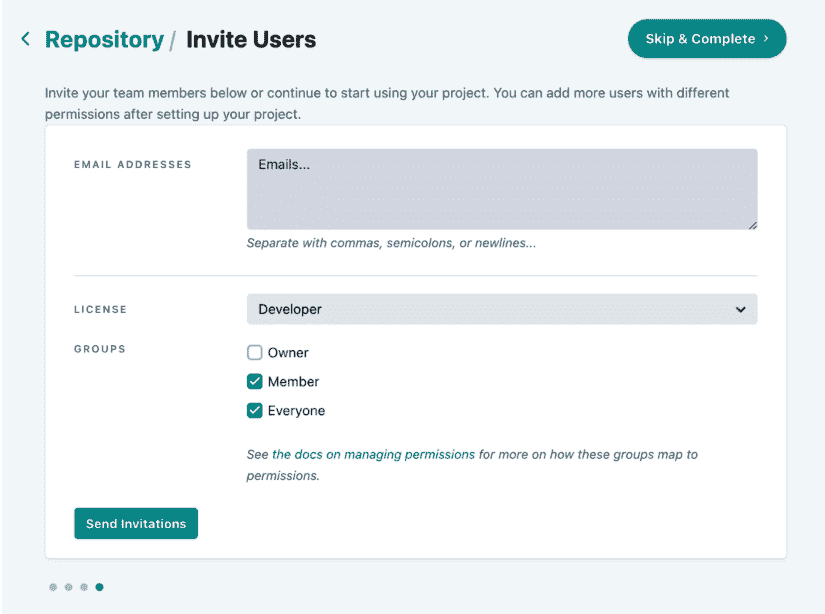 Repository / Invite Users
Skip & Complete ›
Invite your team members below or continue to start using your project. You can add more users with different
permissions after setting up your project.
EMAIL ADDRESSES
Emails...
Separate with commas, semicolons, or newlines...
LICENSE
Developer
GROUPS
Owner
Member
Everyone
See the docs on managing permissions for more on how these groups map to
permissions.
Send Invitations